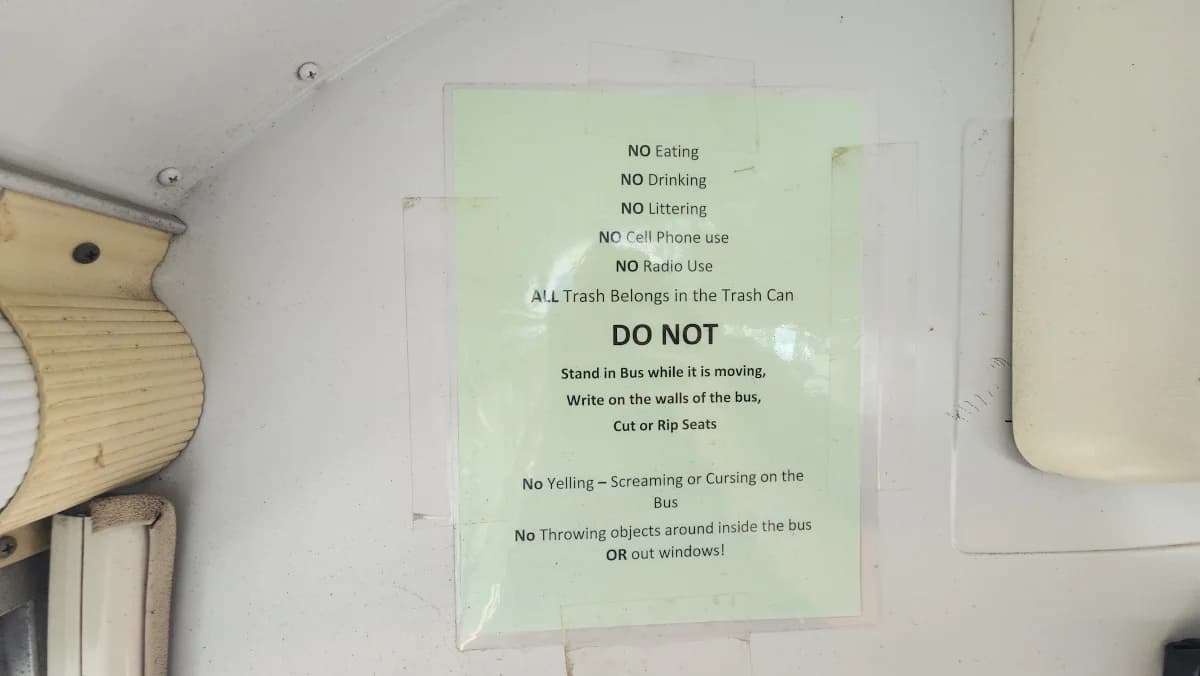 NO Eating
NO Drinking
NO Littering
NO Cell Phone use
NO Radio Use
ALL Trash Belongs in the Trash Can
DO NOT
Stand in Bus while it is moving,
Write on the walls of the bus,
Cut or Rip Seats
No Yelling – Screaming or Cursing on the
Bus
No Throwing objects around inside the bus
OR out windows!